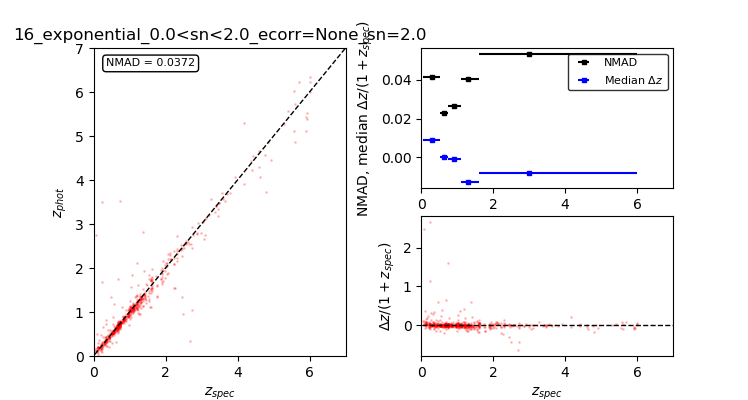 16_exponential_0.0<sn<2.0_ecorr=None_sn=2.0
NMAD = 0.0372
z_phot
7
6
5
4
3
2
1
0
0 2 4 6
z_spec
NMAD, median Δz/(1 + z_spec)
0.04
0.02
0.00
NMAD
Median Δz
0 2 4 6
Δz/(1 + z_spec)
2
1
0
0 2 4 6
z_spec